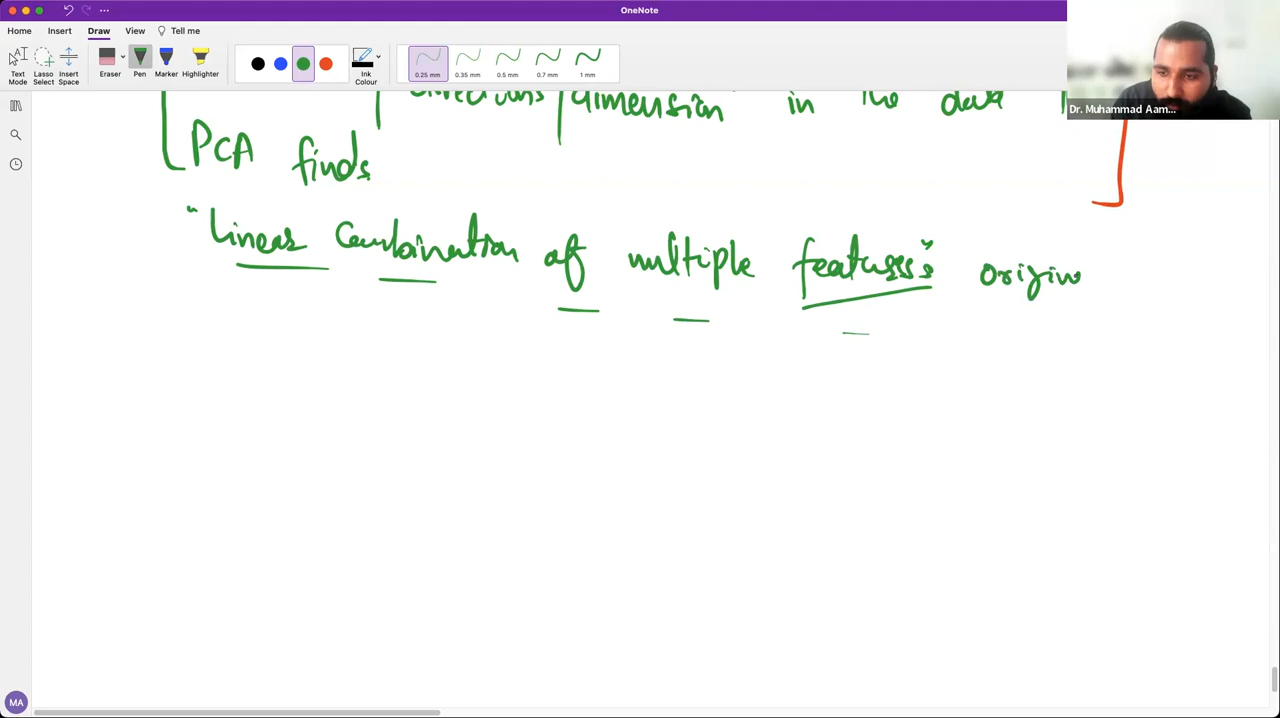 OneNote
Home Insert Draw View Tell me
Text Mode Lasso Select Insert Space Eraser Pen Marker Highlighter 0.25 mm 0.35 mm 0.5 mm 0.7 mm 1 mm Ink Colour
Dr. Muhammad Aam...
directions dimension in the data
PCA finds
"Linear Combination of multiple features's origin
MA